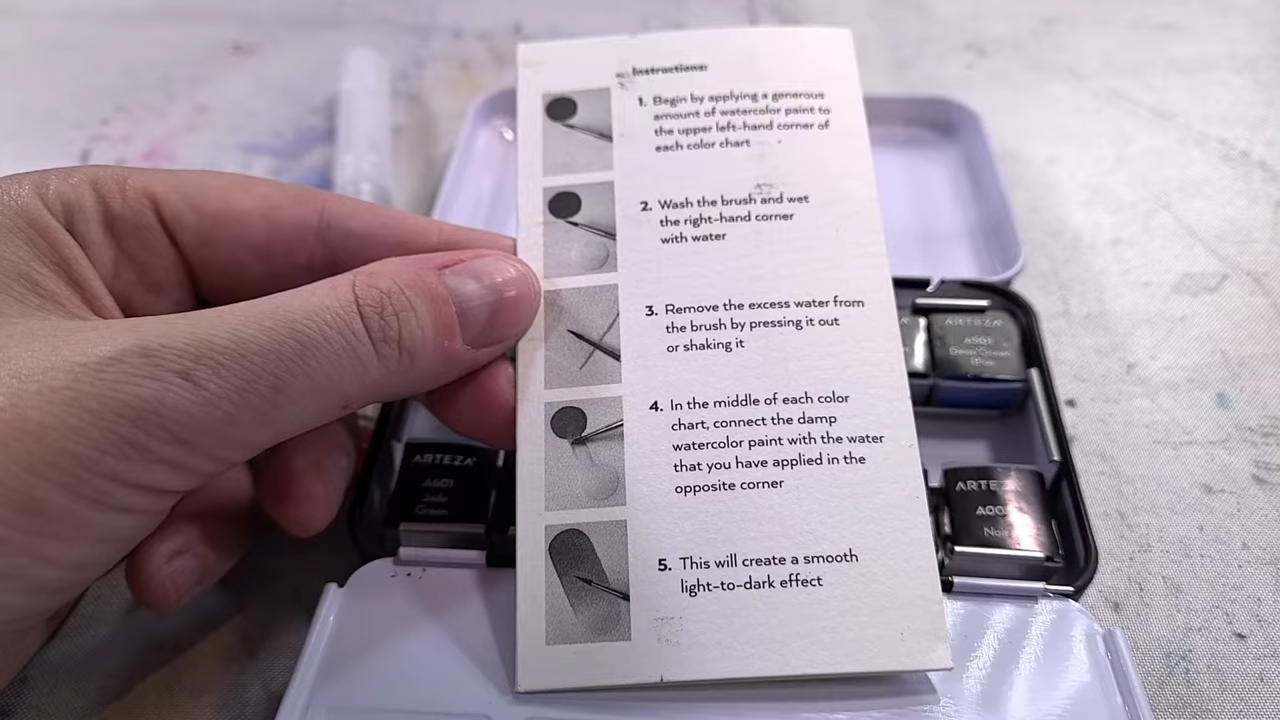 Instructions:
1. Begin by applying a generous
amount of watercolor paint to
the upper left-hand corner of
each color chart
2. Wash the brush and wet
the right-hand corner
with water
3. Remove the excess water from
the brush by pressing it out
or shaking it
4. In the middle of each color
chart, connect the damp
watercolor paint with the water
that you have applied in the
opposite corner
5. This will create a smooth
light-to-dark effect
ARTEZA
A601
Jade
Green
ARTEZA
Blue
ARTEZA
Noir